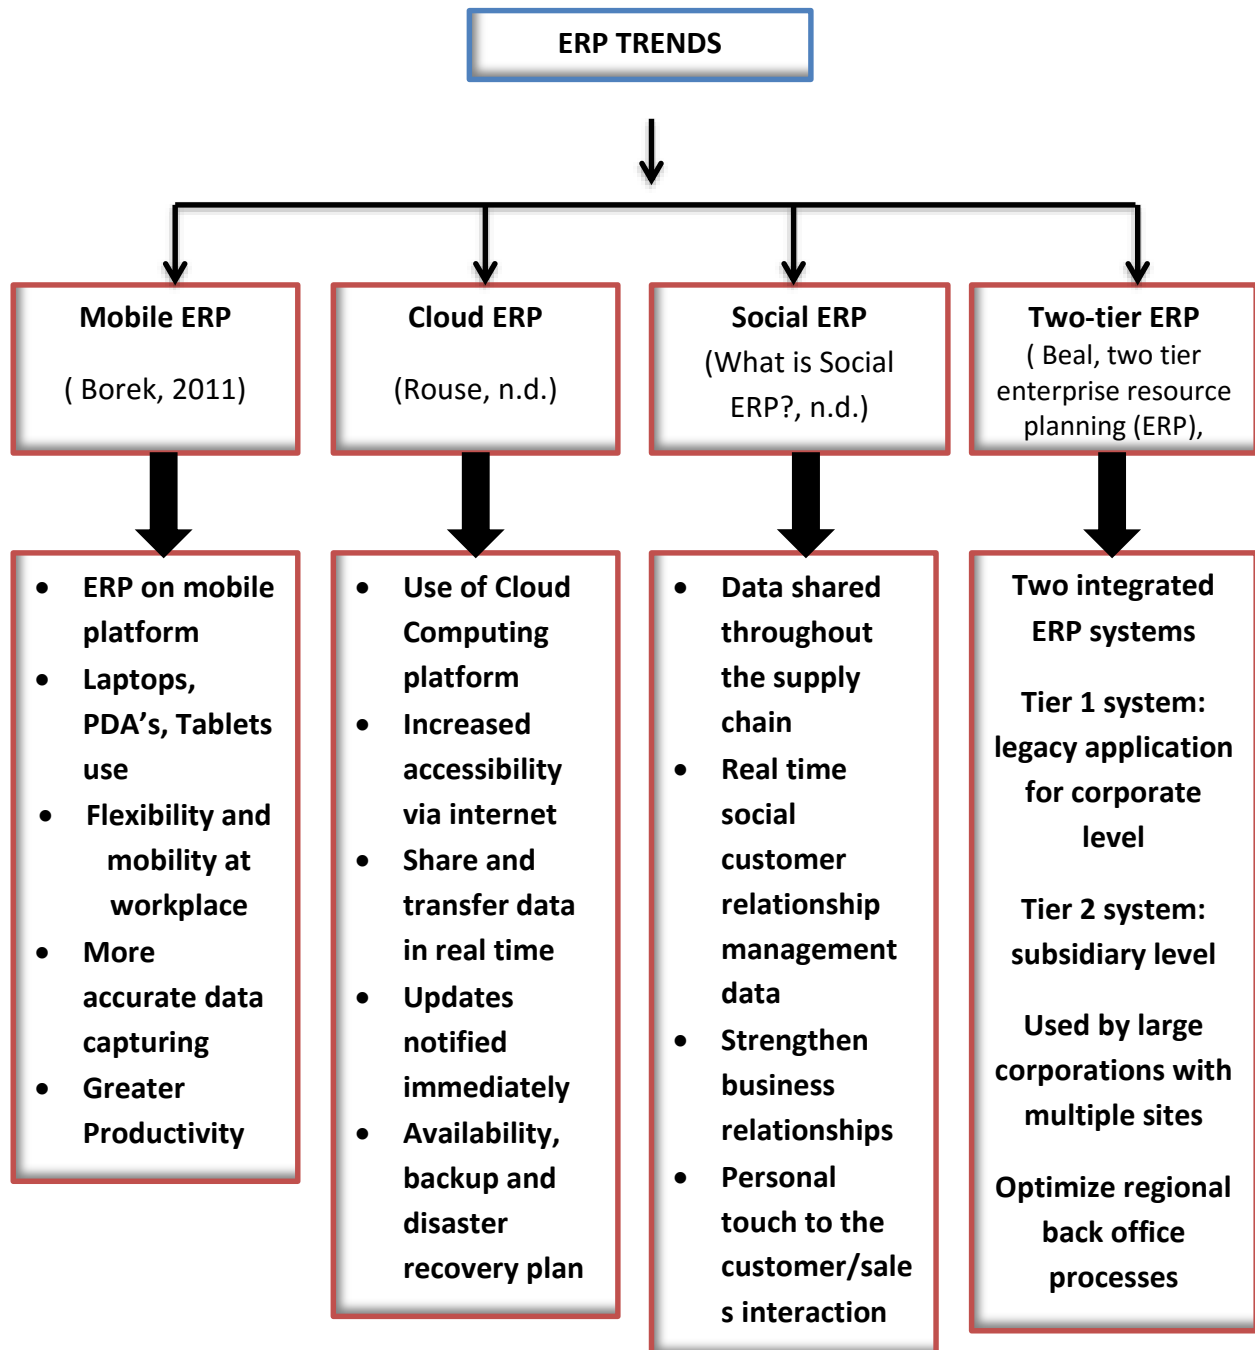 ERP TRENDS
Mobile ERP
( Borek, 2011)
Cloud ERP
(Rouse, n.d.)
Social ERP
(What is Social
ERP?, n.d.)
Two-tier ERP
( Beal, two tier
enterprise resource
planning (ERP),
• ERP on mobile
platform
• Laptops,
PDA’s, Tablets
use
• Flexibility and
mobility at
workplace
• More
accurate data
capturing
• Greater
Productivity
• Use of Cloud
Computing
platform
• Increased
accessibility
via internet
• Share and
transfer data
in real time
• Updates
notified
immediately
• Availability,
backup and
disaster
recovery plan
• Data shared
throughout
the supply
chain
• Real time
social
customer
relationship
management
data
• Strengthen
business
relationships
• Personal
touch to the
customer/sale
s interaction
Two integrated
ERP systems
Tier 1 system:
legacy application
for corporate
level
Tier 2 system:
subsidiary level
Used by large
corporations with
multiple sites
Optimize regional
back office
processes